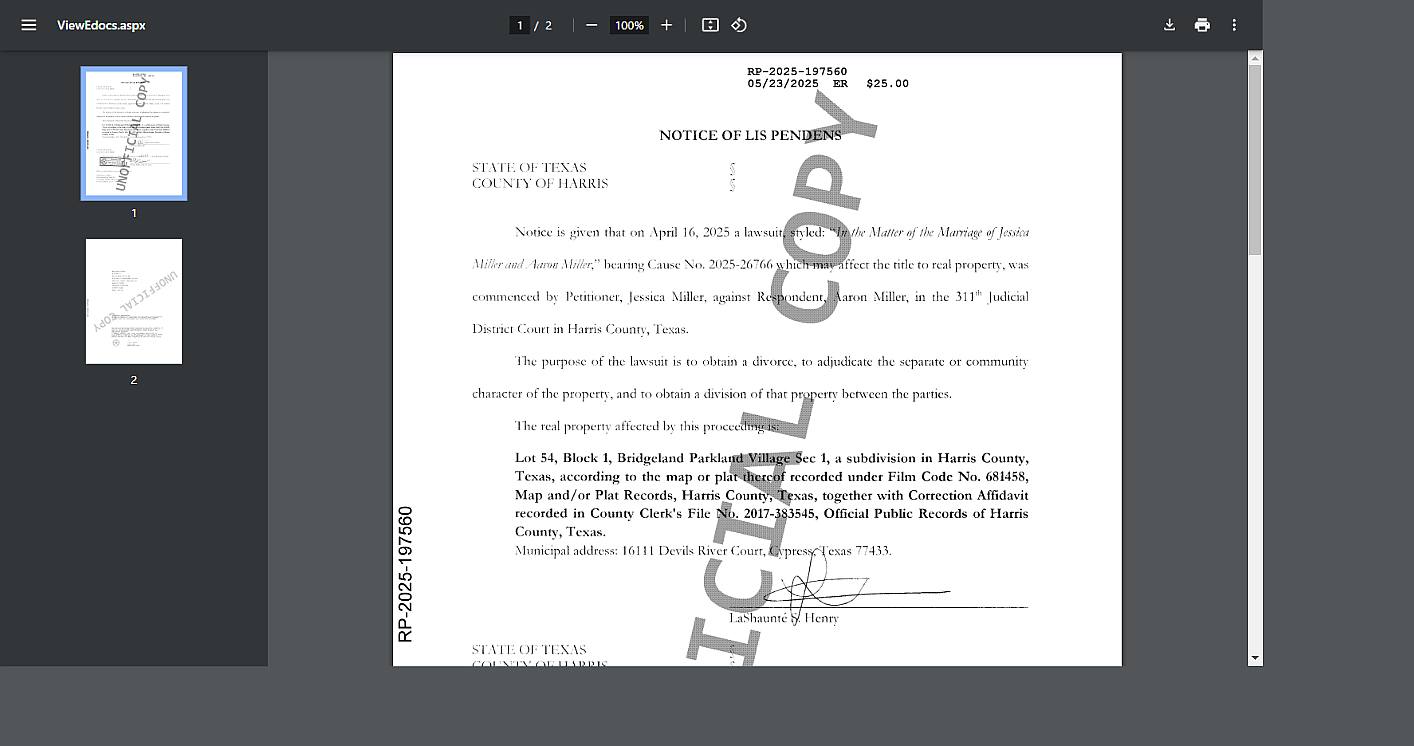 ViewEdocs.aspx
1 / 2
100%
1
2
RP-2025-197560
05/23/2025 ER $25.00
NOTICE OF LIS PENDENS
STATE OF TEXAS §
COUNTY OF HARRIS §
Notice is given that on April 16, 2025 a lawsuit, styled: “In the Matter of the Marriage of Jessica
Miller and Aaron Miller,” bearing Cause No. 2025-26766 which may affect the title to real property, was
commenced by Petitioner, Jessica Miller, against Respondent, Aaron Miller, in the 311th Judicial
District Court in Harris County, Texas.
The purpose of the lawsuit is to obtain a divorce, to adjudicate the separate or community
character of the property, and to obtain a division of that property between the parties.
The real property affected by this proceeding is:
Lot 54, Block 1, Bridgeland Parkland Village Sec 1, a subdivision in Harris County,
Texas, according to the map or plat thereof recorded under Film Code No. 681458,
Map and/or Plat Records, Harris County, Texas, together with Correction Affidavit
recorded in County Clerk's File No. 2017-383545, Official Public Records of Harris
County, Texas.
Municipal address: 16111 Devils River Court, Cypress, Texas 77433.
LaShaunté S. Henry
STATE OF TEXAS
COUNTY OF HARRIS
RP-2025-197560
ICIAL COPY
UNOFFICIAL COPY
UNOFFICIAL COPY